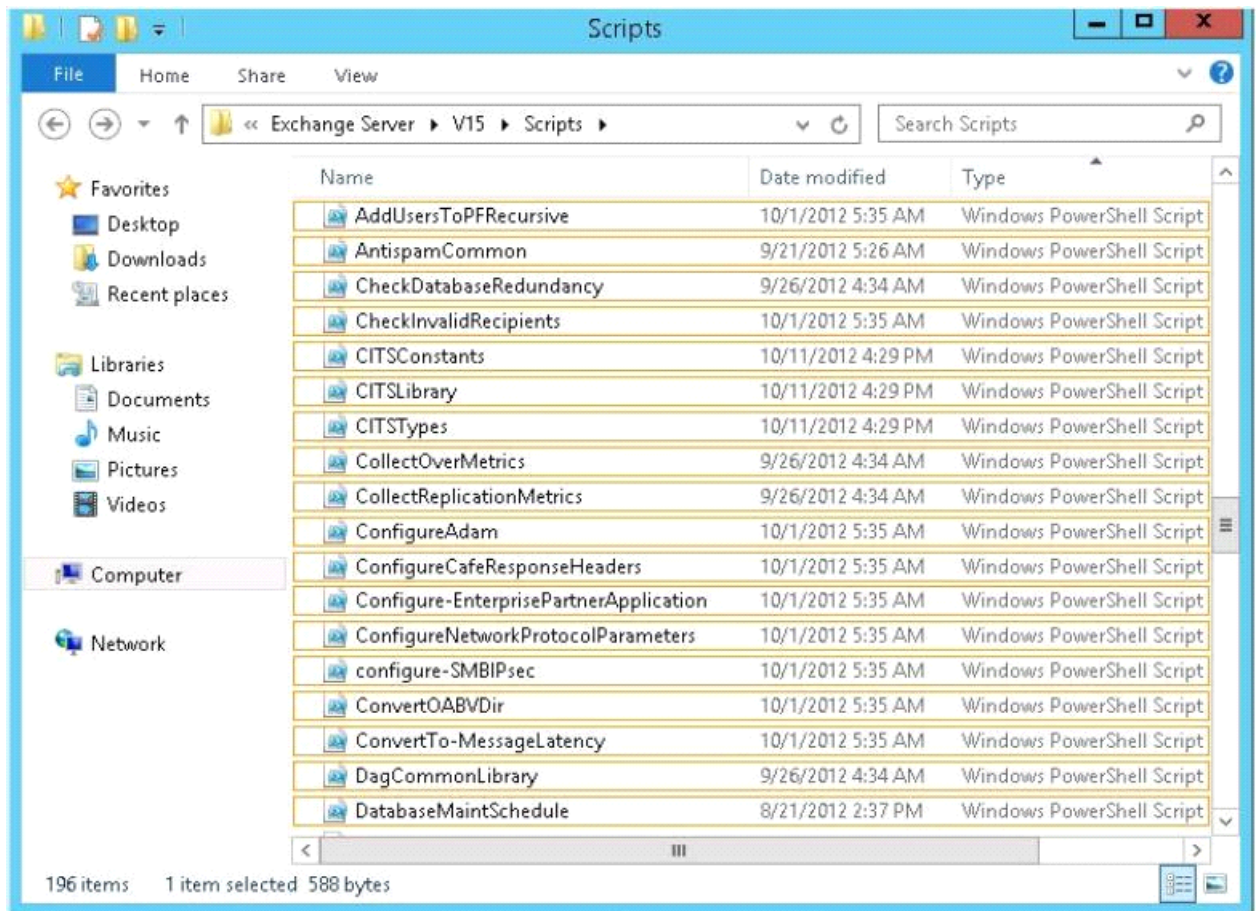 Scripts
File Home Share View
Exchange Server V15 Scripts
Search Scripts
Favorites
Desktop
Downloads
Recent places
Libraries
Documents
Music
Pictures
Videos
Computer
Network
Name Date modified Type
AddUsersToPFRecursive 10/1/2012 5:35 AM Windows PowerShell Script
AntispamCommon 9/21/2012 5:26 AM Windows PowerShell Script
CheckDatabaseRedundancy 9/26/2012 4:34 AM Windows PowerShell Script
CheckInvalidRecipients 10/1/2012 5:35 AM Windows PowerShell Script
CITSConstants 10/11/2012 4:29 PM Windows PowerShell Script
CITSLibrary 10/11/2012 4:29 PM Windows PowerShell Script
CITSTypes 10/11/2012 4:29 PM Windows PowerShell Script
CollectOverMetrics 9/26/2012 4:34 AM Windows PowerShell Script
CollectReplicationMetrics 9/26/2012 4:34 AM Windows PowerShell Script
ConfigureAdam 10/1/2012 5:35 AM Windows PowerShell Script
ConfigureCafeResponseHeaders 10/1/2012 5:35 AM Windows PowerShell Script
Configure-EnterprisePartnerApplication 10/1/2012 5:35 AM Windows PowerShell Script
ConfigureNetworkProtocolParameters 10/1/2012 5:35 AM Windows PowerShell Script
configure-SMBIPsec 10/1/2012 5:35 AM Windows PowerShell Script
ConvertOABVDir 10/1/2012 5:35 AM Windows PowerShell Script
ConvertTo-MessageLatency 10/1/2012 5:35 AM Windows PowerShell Script
DagCommonLibrary 9/26/2012 4:34 AM Windows PowerShell Script
DatabaseMaintSchedule 8/21/2012 2:37 PM Windows PowerShell Script
196 items 1 item selected 588 bytes